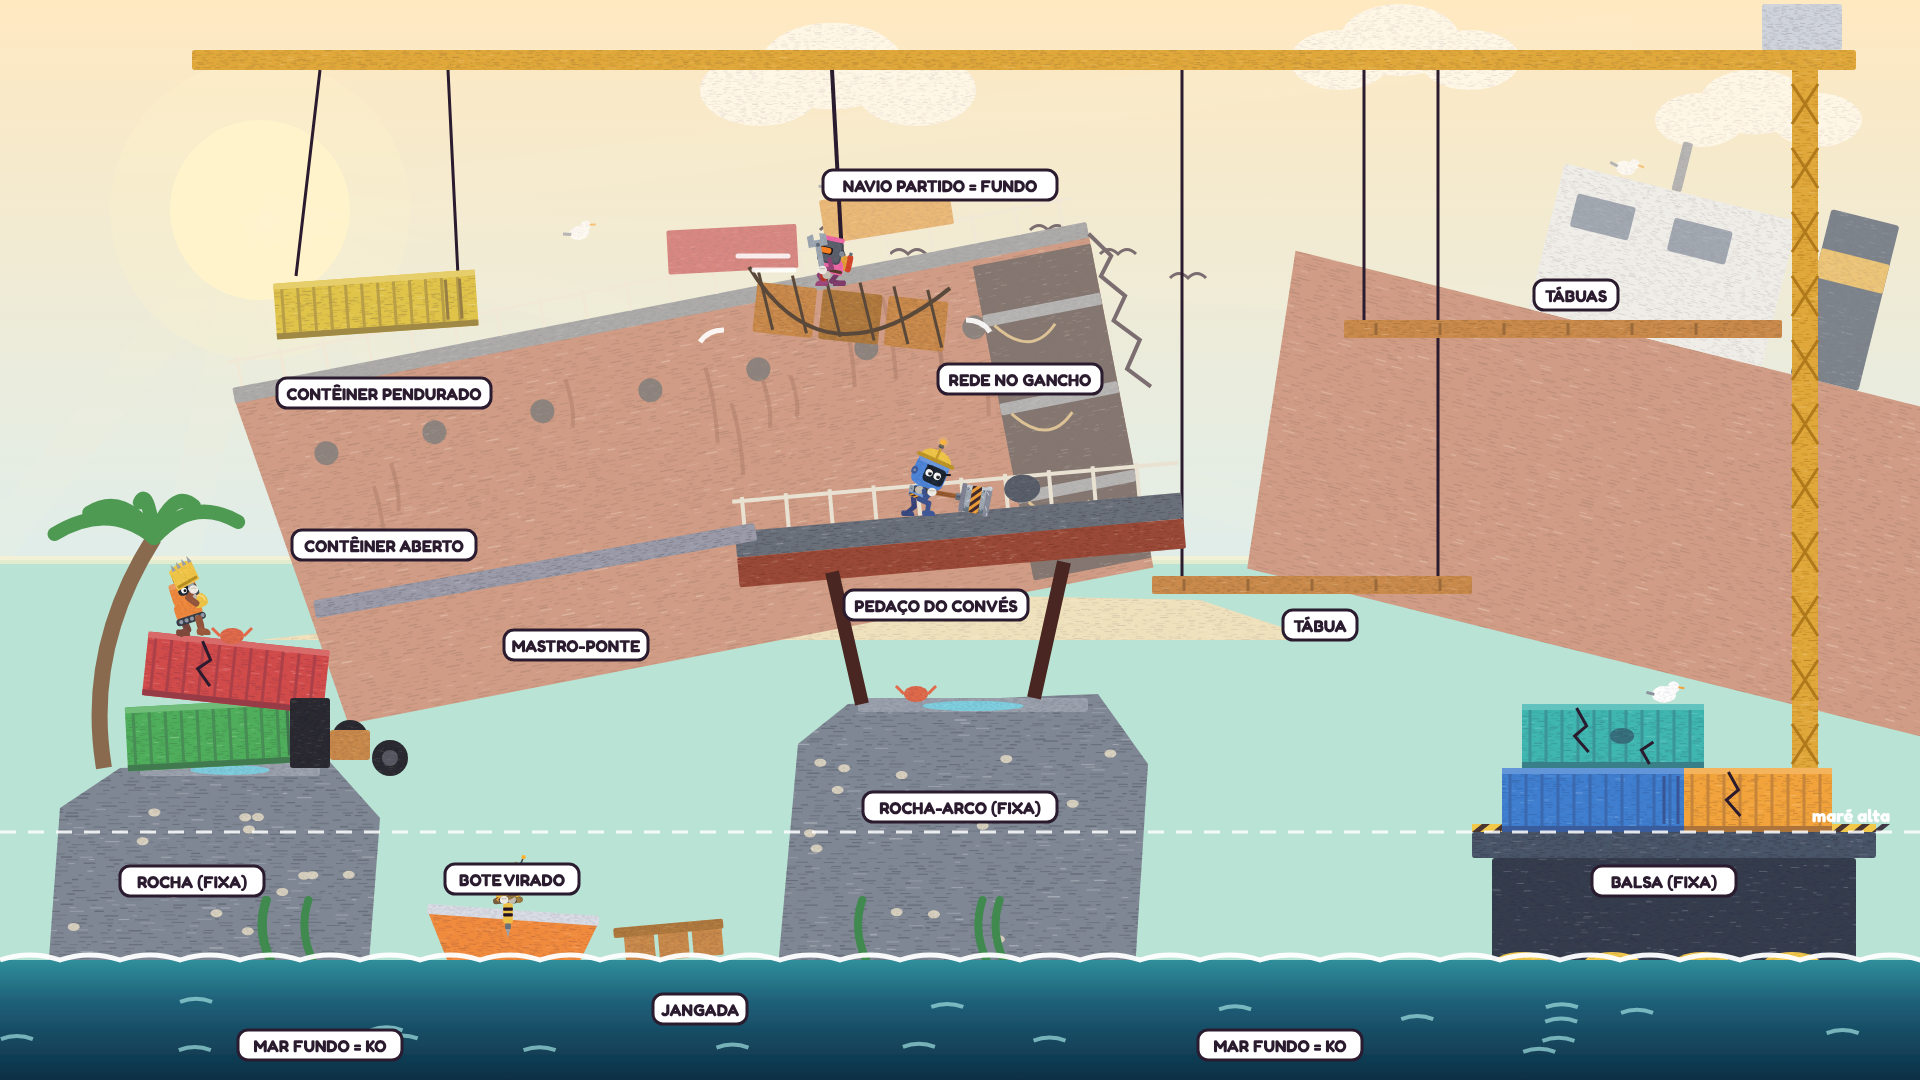 NAVIO PARTIDO = FUNDO
TÁBUAS
CONTÊINER PENDURADO
REDE NO GANCHO
CONTÊINER ABERTO
PEDAÇO DO CONVÉS
TÁBUA
MASTRO-PONTE
ROCHA-ARCO (FIXA)
maré alta
ROCHA (FIXA)
BOTE VIRADO
BALSA (FIXA)
JANGADA
MAR FUNDO = KO
MAR FUNDO = KO